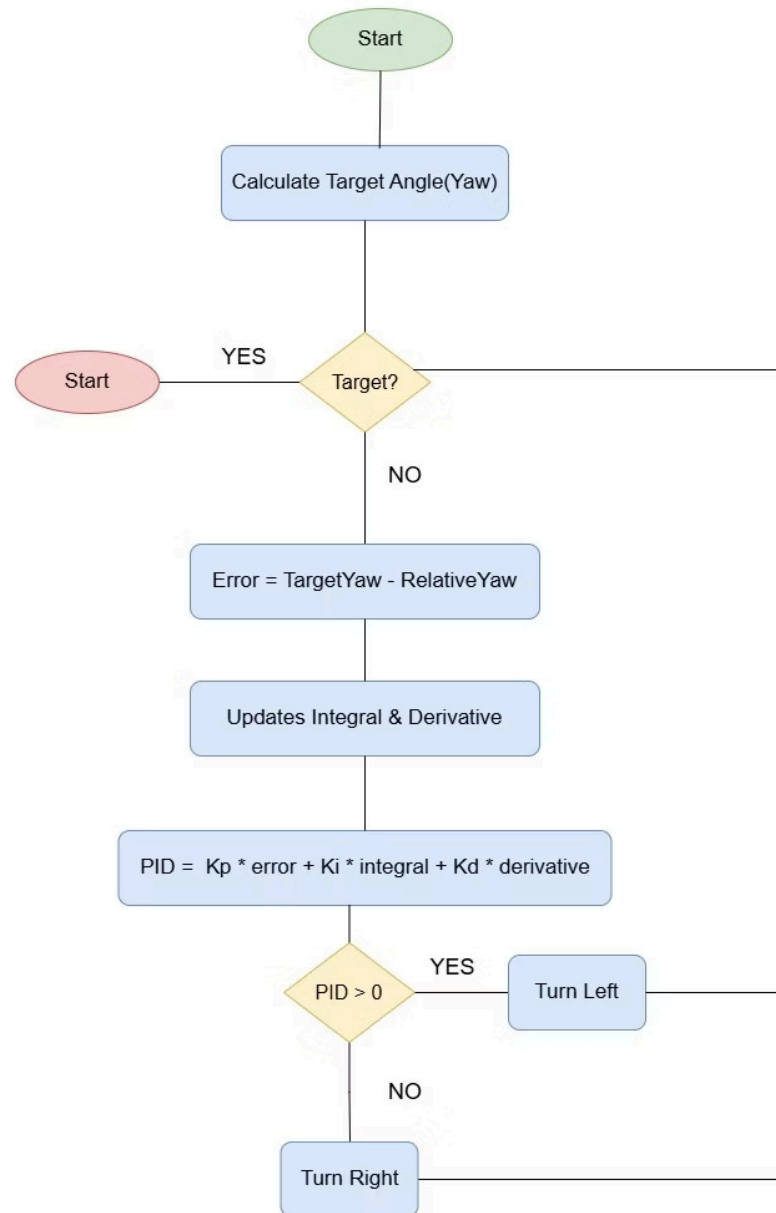 Start
Calculate Target Angle(Yaw)
YES
Start
Target?
NO
Error = TargetYaw - RelativeYaw
Updates Integral & Derivative
PID = Kp * error + Ki * integral + Kd * derivative
PID > 0
YES
Turn Left
NO
Turn Right